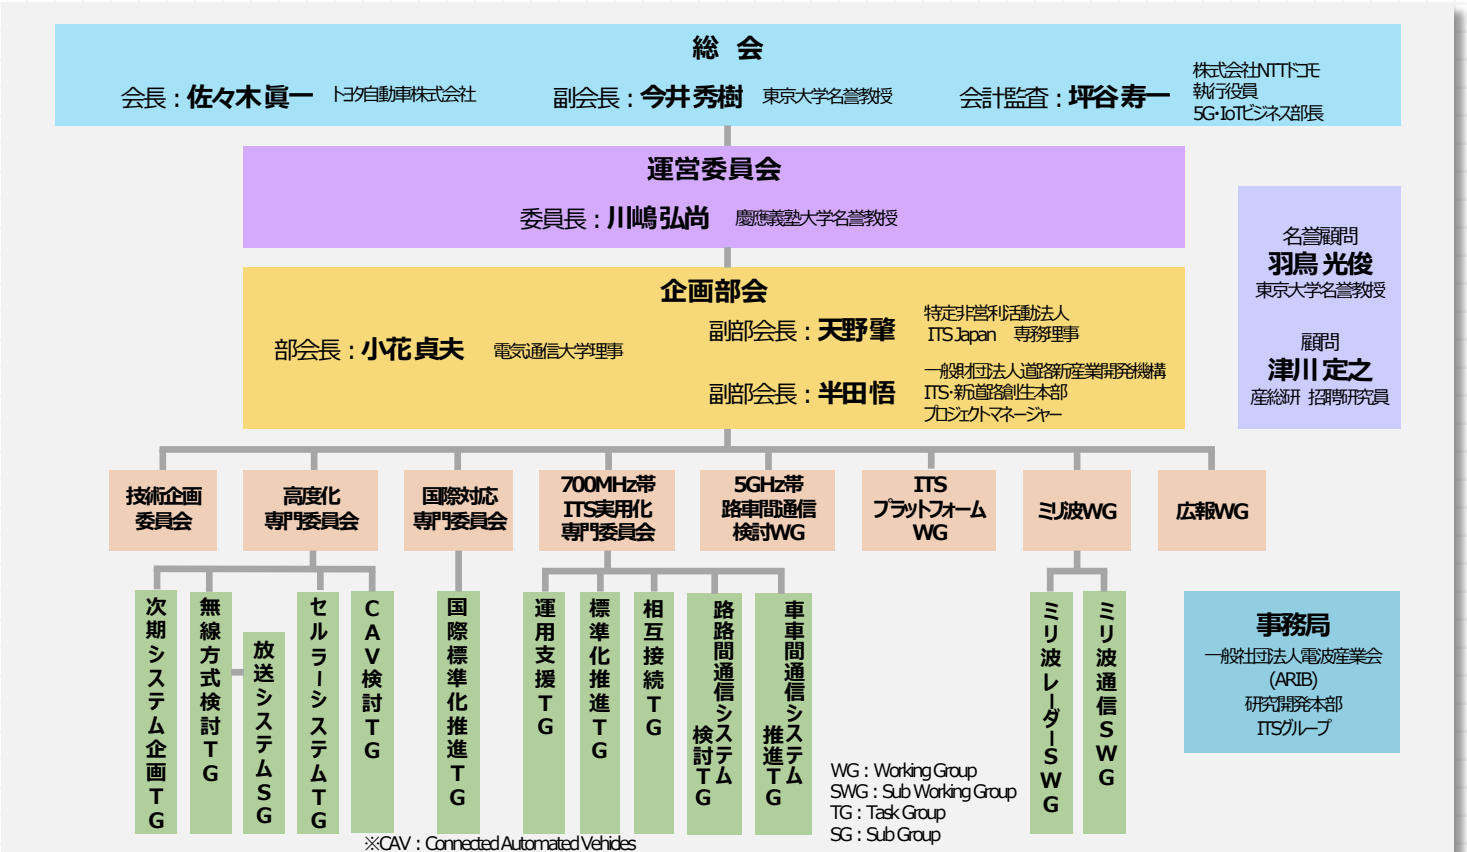 総 会
会長：佐々木 眞一 トヨタ自動車株式会社
副会長：今井 秀樹 東京大学名誉教授
会計監査：坪谷 寿一 株式会社NTTドコモ
執行役員
5G・IoTビジネス部長
運営委員会
委員長：川嶋 弘尚 慶應義塾大学名誉教授
企画部会
部会長：小花 貞夫 電気通信大学理事
副部会長：天野 肇 特定非営利活動法人
ITS Japan 専務理事
副部会長：半田 悟 一般財団法人道路新産業開発機構
ITS・新道路創生本部
プロジェクトマネージャー
名誉顧問
羽鳥 光俊
東京大学名誉教授
顧問
津川 定之
産総研 招聘研究員
技術企画
委員会
高度化
専門委員会
国際対応
専門委員会
700MHz帯
ITS実用化
専門委員会
5GHz帯
路車間通信
検討WG
ITS
プラットフォーム
WG
ミリ波WG
広報WG
次期システム企画TG
無線方式検討TG
放送システムSG
セルラーシステムTG
CAV検討TG
国際標準化推進TG
運用支援TG
標準化推進TG
相互接続TG
路路間通信システム
検討TG
車車間通信システム
推進TG
ミリ波レーダーSWG
ミリ波通信SWG
事務局
一般社団法人電波産業会
(ARIB)
研究開発本部
ITSグループ
WG：Working Group
SWG：Sub Working Group
TG：Task Group
SG：Sub Group
※CAV：Connected Automated Vehicles